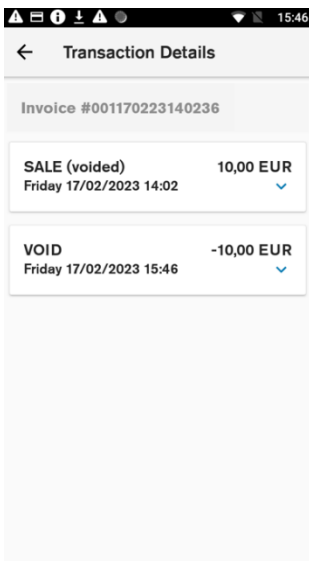 15:46
Transaction Details
Invoice #001170223140236
SALE (voided) 10,00 EUR
Friday 17/02/2023 14:02
VOID -10,00 EUR
Friday 17/02/2023 15:46